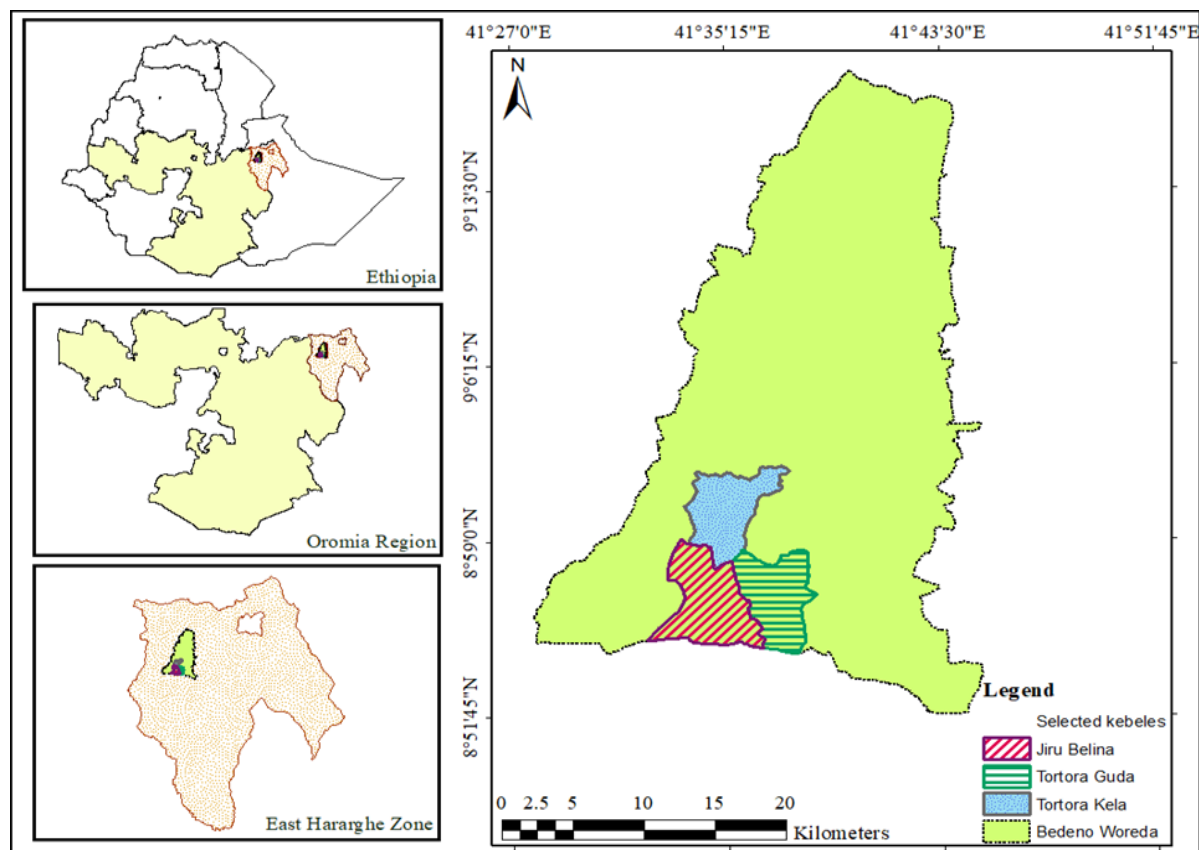 Ethiopia
Oromia Region
East Hararghe Zone
41°27'0"E 41°35'15"E 41°43'30"E 41°51'45"E
N
9°13'30"N
9°6'15"N
8°59'0"N
8°51'45"N
Legend
Selected kebeles
Jiru Belina
Tortora Guda
Tortora Kela
Bedeno Woreda
0 2.5 5 10 15 20
Kilometers